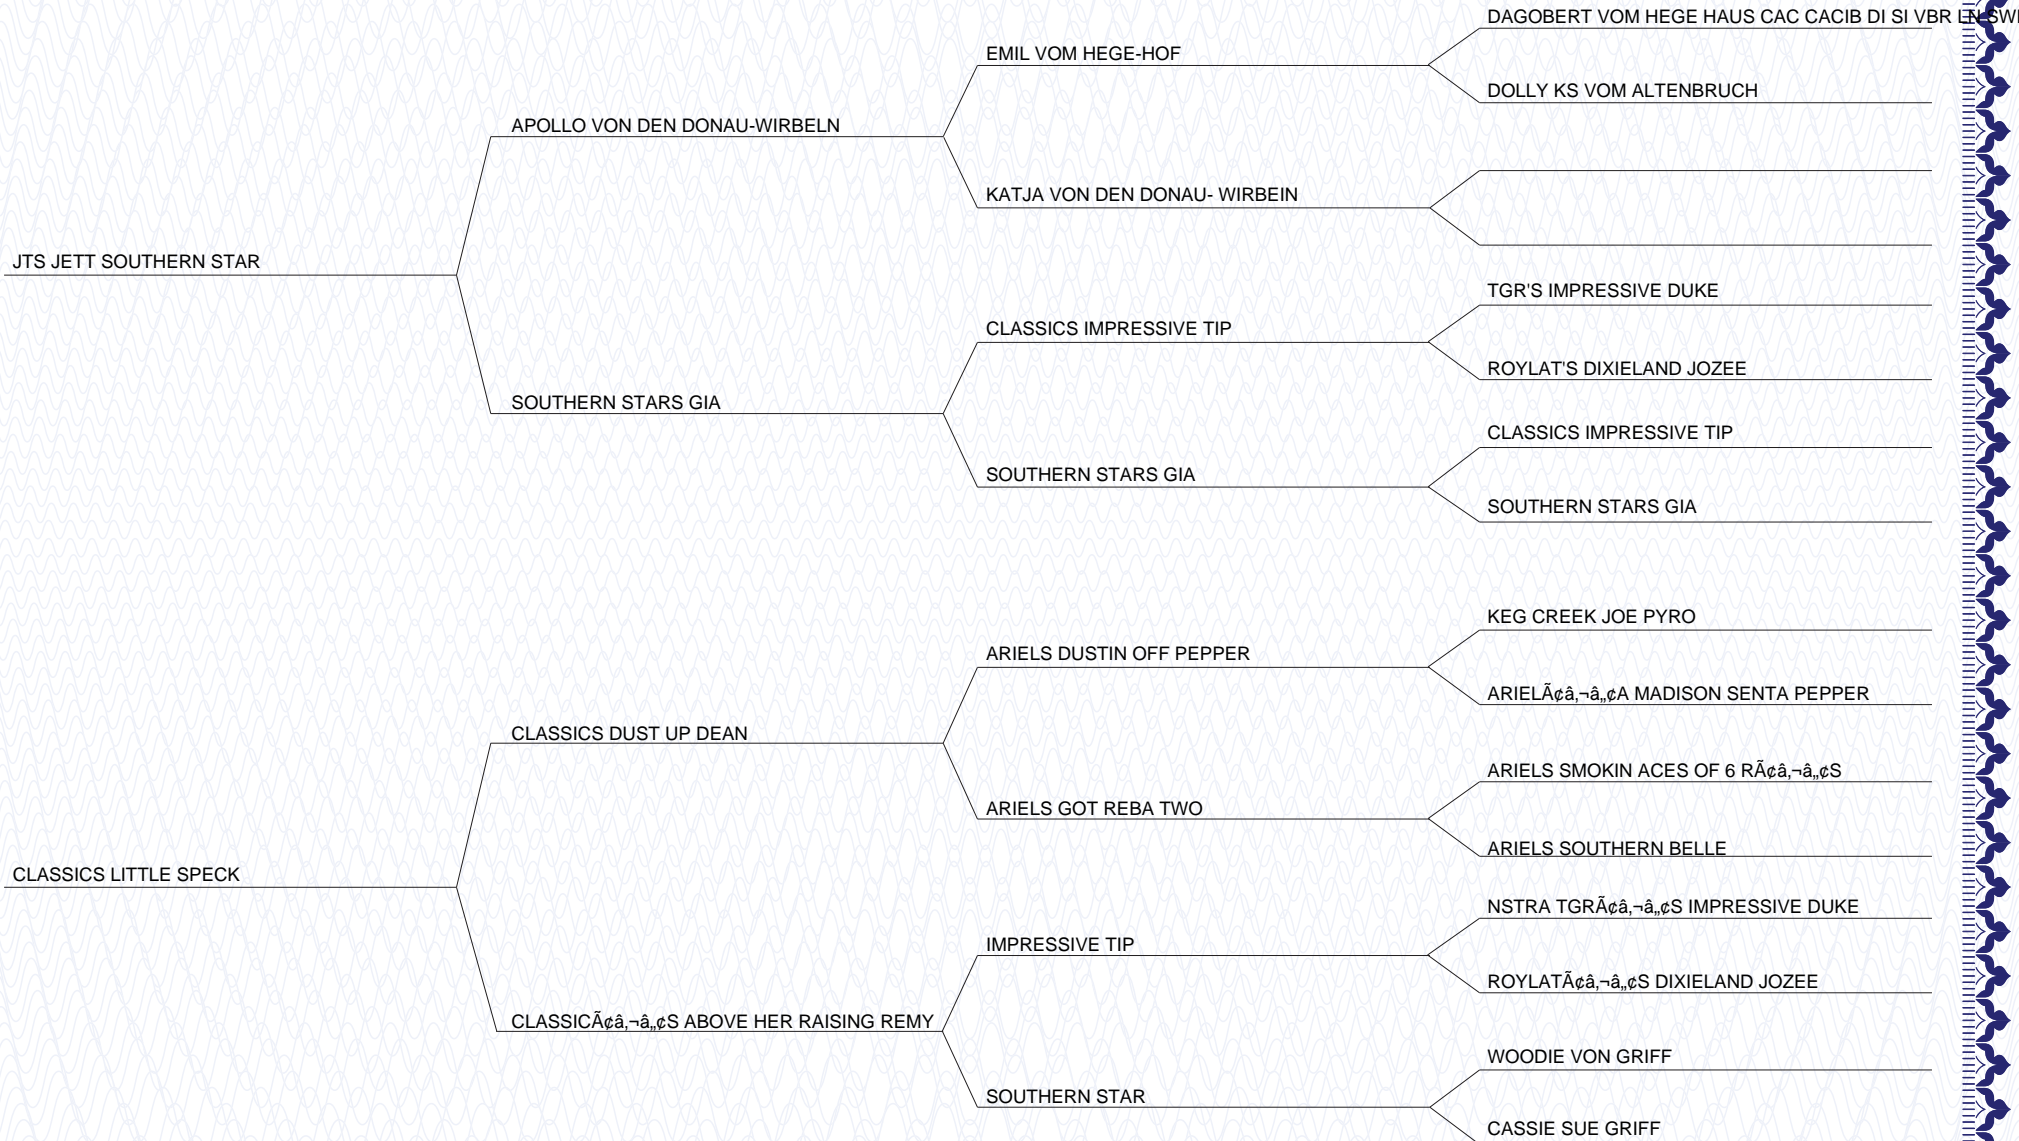 DAGOBERT VOM HEGE HAUS CAC CACIB DI SI VBR LN SW
EMIL VOM HEGE-HOF
DOLLY KS VOM ALTENBRUCH
APOLLO VON DEN DONAU-WIRBELN
KATJA VON DEN DONAU- WIRBEIN
JTS JETT SOUTHERN STAR
TGR'S IMPRESSIVE DUKE
CLASSICS IMPRESSIVE TIP
ROYLAT'S DIXIELAND JOZEE
SOUTHERN STARS GIA
CLASSICS IMPRESSIVE TIP
SOUTHERN STARS GIA
SOUTHERN STARS GIA
KEG CREEK JOE PYRO
ARIELS DUSTIN OFF PEPPER
ARIELÃ¢â‚¬â„¢A MADISON SENTA PEPPER
CLASSICS DUST UP DEAN
ARIELS SMOKIN ACES OF 6 RÃ¢â‚¬â„¢S
ARIELS GOT REBA TWO
ARIELS SOUTHERN BELLE
CLASSICS LITTLE SPECK
NSTRA TGRÃ¢â‚¬â„¢S IMPRESSIVE DUKE
IMPRESSIVE TIP
ROYLATÃ¢â‚¬â„¢S DIXIELAND JOZEE
CLASSICÃ¢â‚¬â„¢S ABOVE HER RAISING REMY
WOODIE VON GRIFF
SOUTHERN STAR
CASSIE SUE GRIFF